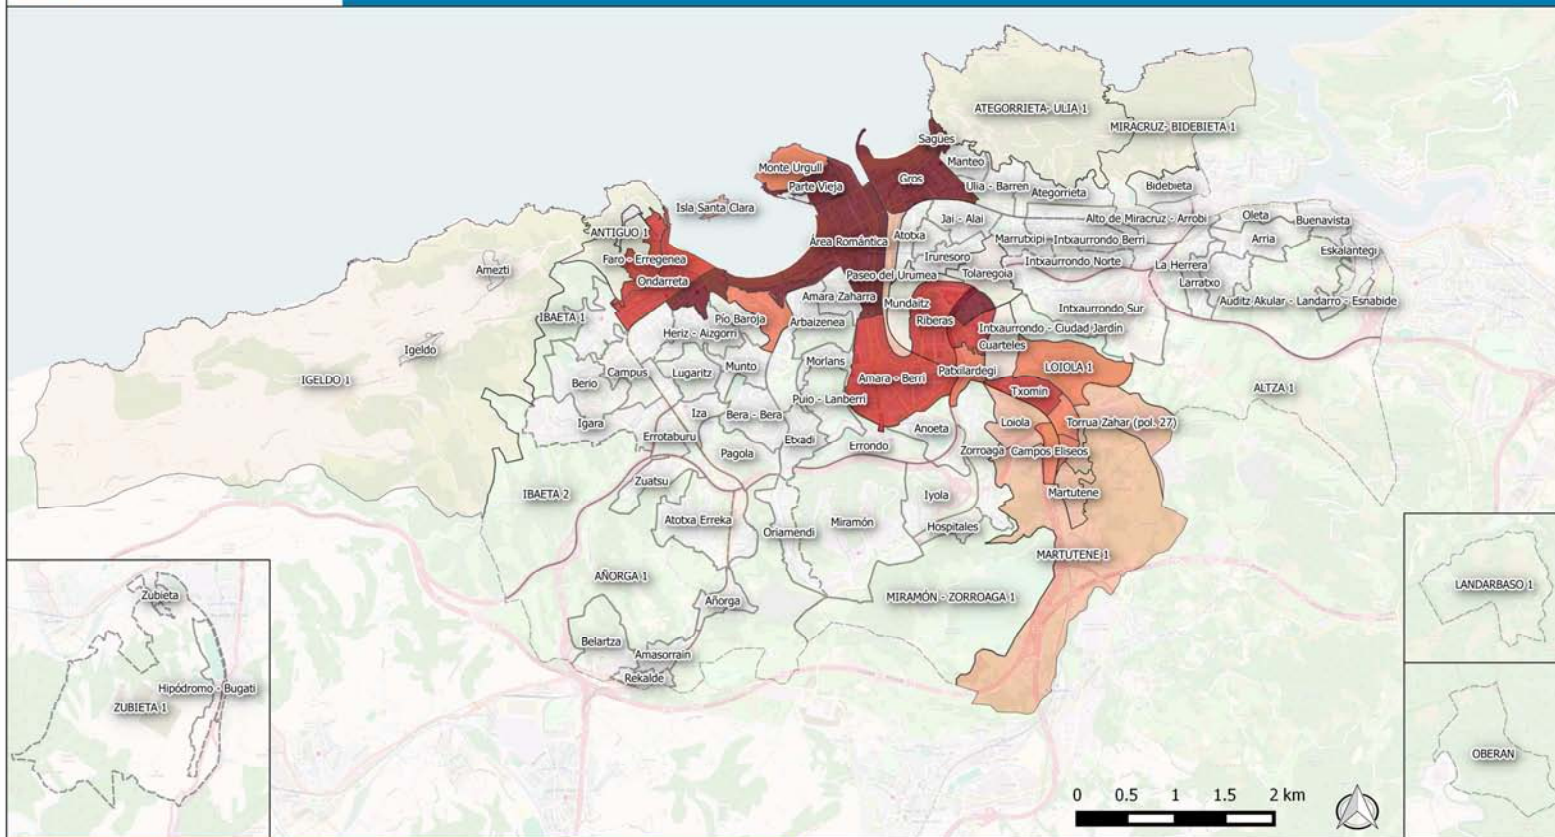 ATEGORRIETA- ULIA 1
MIRACRUZ- BIDEBIETA 1
Sagües
Manteo
Monte Urgull
Parte Vieja
Gros
Ulia - Barren
Ategorrieta
Bidebieta
Isla Santa Clara
Jai - Alai
Alto de Miracruz - Arrobi
Oleta
Buenavista
ANTIGUO 1
Área Romántica
Atotxa
Marrutxipi
Intxaurrondo Berri
Arria
Eskalantegi
Faro - Erregenea
Iruresoro
Intxaurrondo Norte
La Herrera
Amezti
Ondarreta
Paseo del Urumea
Tolaregoia
Larratxo
Amara Zaharra
Mundaitz
Intxaurrondo Sur
Auditz Akular - Landarro - Esnabide
IBAETA 1
Pío Baroja
Arbaizenea
Riberas
Intxaurrondo - Ciudad Jardín
Heriz - Aizgorri
Cuarteles
Igeldo
IGELDO 1
Campus
Lugaritz
Munto
Morlans
Amara - Berri
Patxilardegi
LOIOLA 1
Berio
Txomin
ALTZA 1
Puio - Lanberri
Igara
Iza
Bera - Bera
Loiola
Torrua Zahar (pol. 27)
Errotaburu
Etxadi
Errondo
Anoeta
Pagola
Zorroaga
Campos Elíseos
Zuatsu
IBAETA 2
Iyola
Martutene
Atotxa Erreka
Oriamendi
Miramón
Hospitales
MARTUTENE 1
AÑORGA 1
Añorga
MIRAMÓN - ZORROAGA 1
LANDARBASO 1
Zubieta
Belartza
Amasorrain
Rekalde
Hipódromo - Bugati
ZUBIETA 1
OBERAN
0 0.5 1 1.5 2 km